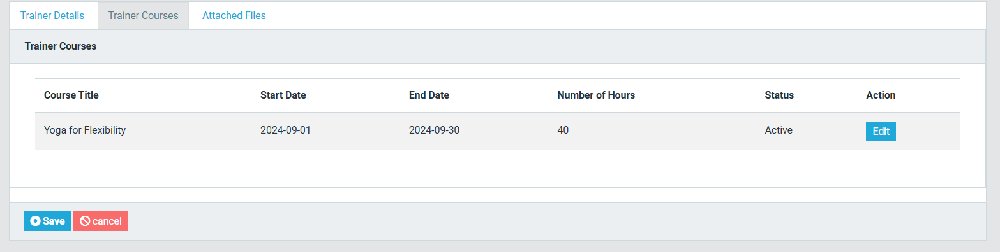 Trainer Details Trainer Courses Attached Files
Trainer Courses
Course Title Start Date End Date Number of Hours Status Action
Yoga for Flexibility 2024-09-01 2024-09-30 40 Active Edit
Save cancel